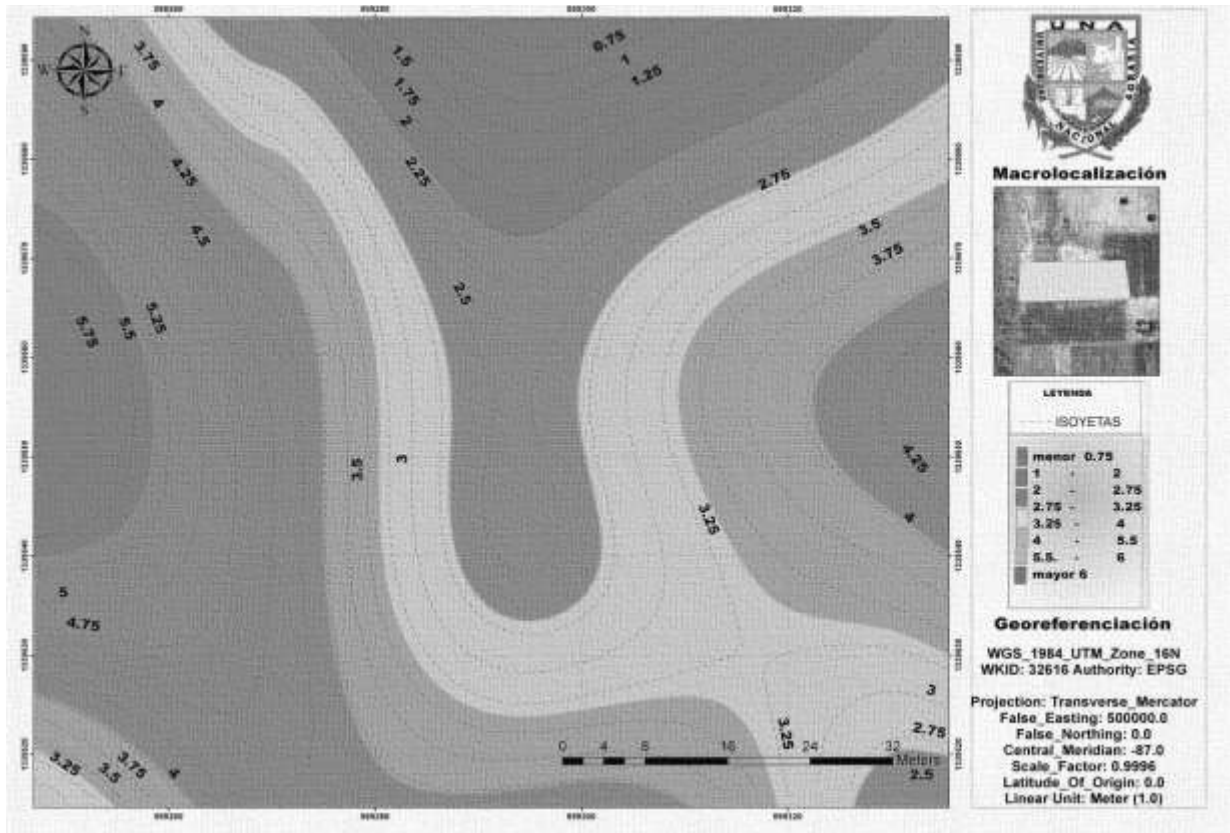 3.75
4
4.25
4.5
5.25
5.5
5.75
5
4.75
3.25
3.5
3.75
4
1.5
1.75
2
2.25
2.5
0.75
1
1.25
2.75
3.5
3.75
4.25
4
3.5
3
3.25
3
2.75
2.5
3.25
0 4 8 16 24 32
Meters
UNA
UNIVERSIDAD
NACIONAL
AGRARIA
Macrolocalización
LEYENDA
ISOYETAS
menor 0.75
1 - 2
2 - 2.75
2.75 - 3.25
3.25 - 4
4 - 5.5
5.5. - 6
mayor 6
Georeferenciación
WGS_1984_UTM_Zone_16N
WKID: 32616 Authority: EPSG
Projection: Transverse_Mercator
False_Easting: 500000.0
False_Northing: 0.0
Central_Meridian: -87.0
Scale_Factor: 0.9996
Latitude_Of_Origin: 0.0
Linear Unit: Meter (1.0)